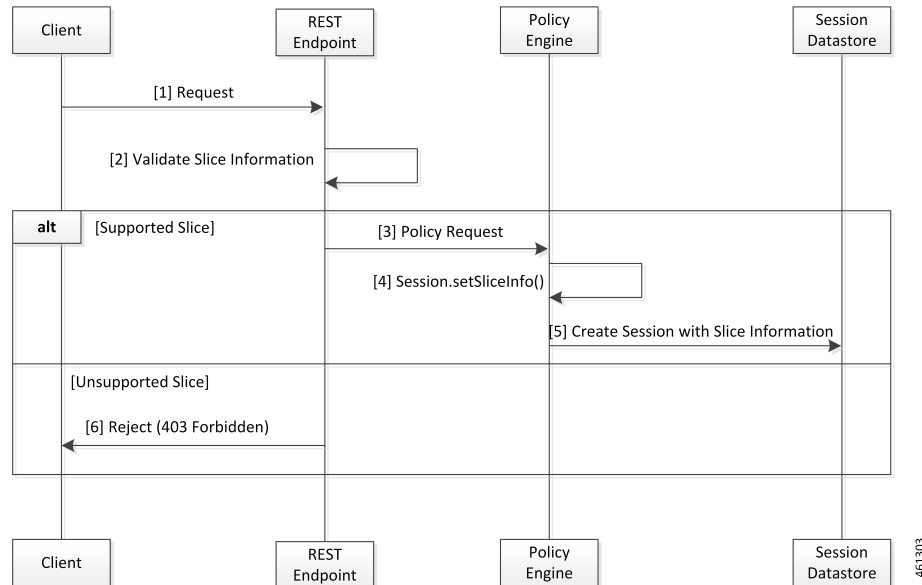 Client
REST
Endpoint
Policy
Engine
Session
Datastore
[1] Request
[2] Validate Slice Information
alt
[Supported Slice]
[3] Policy Request
[4] Session.setSliceInfo()
[5] Create Session with Slice Information
[Unsupported Slice]
[6] Reject (403 Forbidden)
Client
REST
Endpoint
Policy
Engine
Session
Datastore
461303